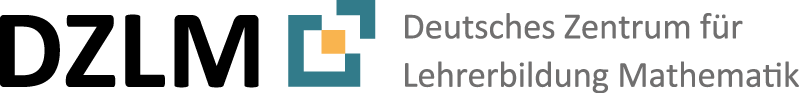 DZLM
Deutsches Zentrum für
Lehrerbildung Mathematik